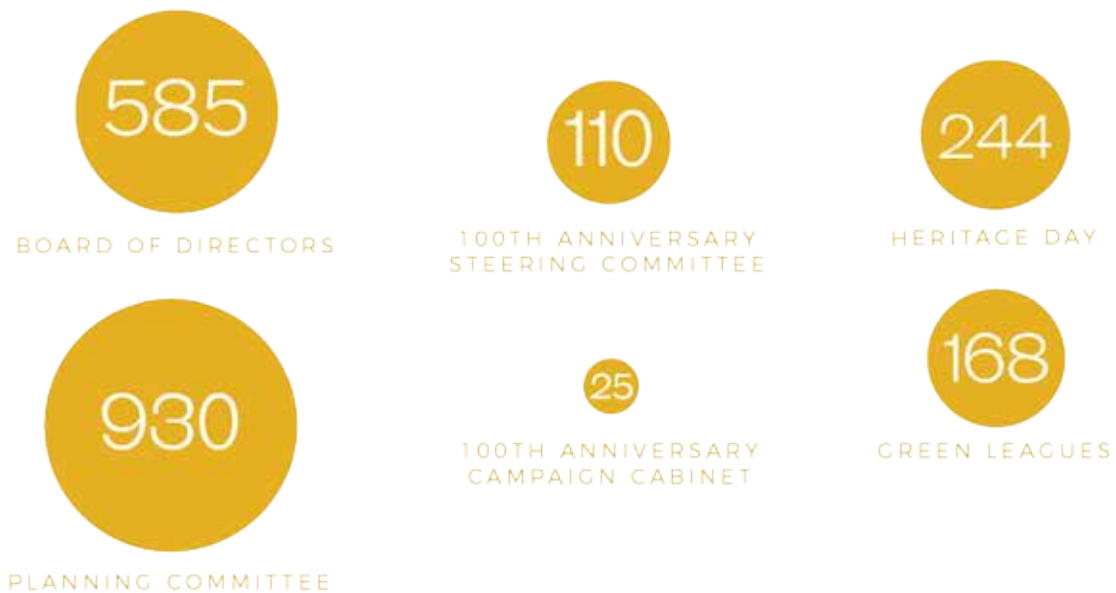 585
BOARD OF DIRECTORS
110
100TH ANNIVERSARY
STEERING COMMITTEE
244
HERITAGE DAY
930
PLANNING COMMITTEE
25
100TH ANNIVERSARY
CAMPAIGN CABINET
168
GREEN LEAGUES